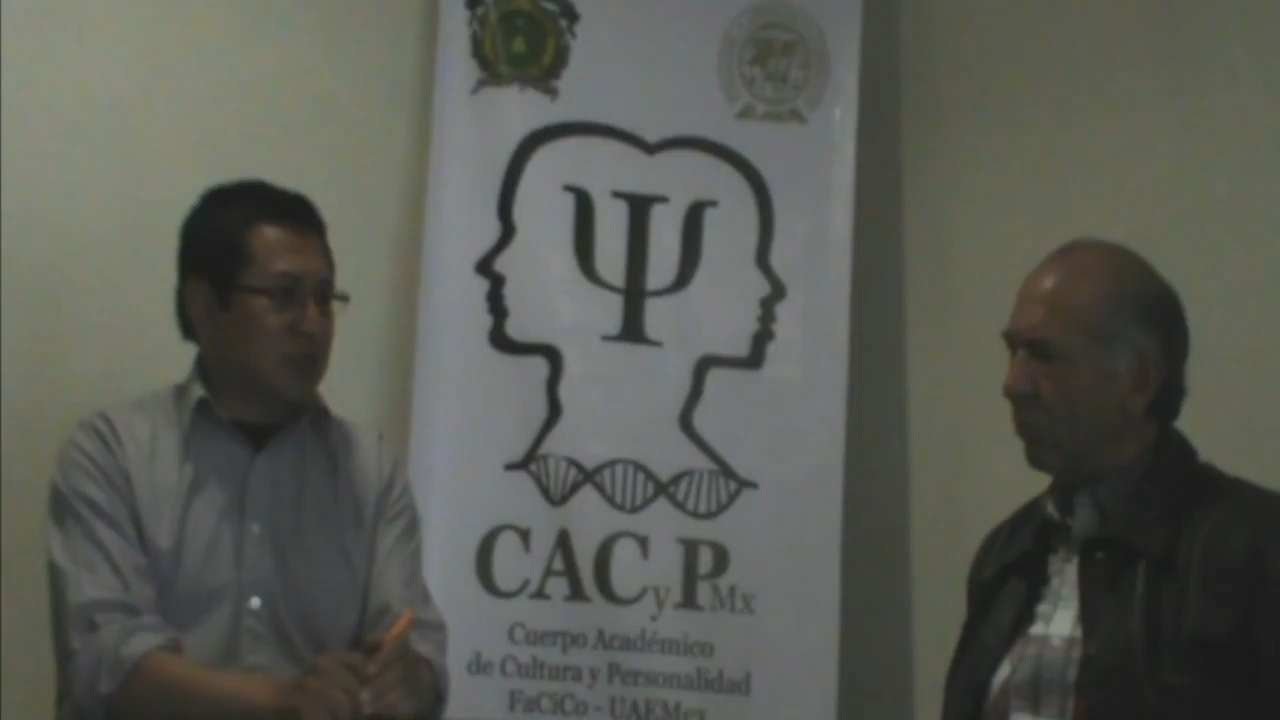 Ψ
CACyPMx
Cuerpo Académico
de Cultura y Personalidad
FaCiCo - UAEMex